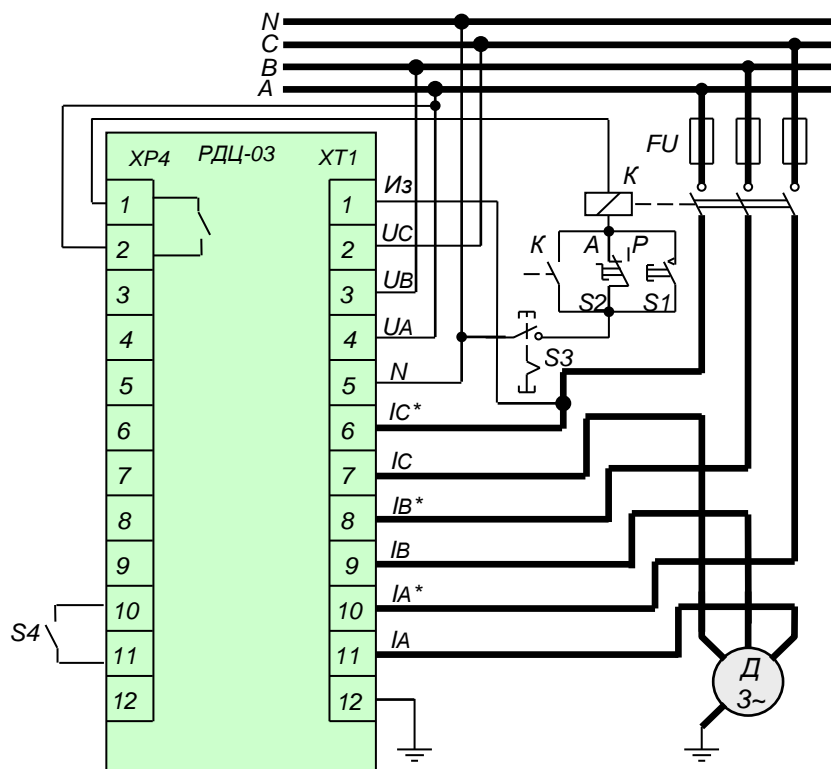 N
C
B
A
XP4 РДЦ-03 XT1
FU
1 1 Из
К
2 2 UC
К A P
3 3 UB
S2 S1
4 4 UA
S3
5 5 N
6 6 IC*
7 7 IC
8 8 IB*
9 9 IB
10 10 IA*
S4
11 11 IA
12 12
Д
3~